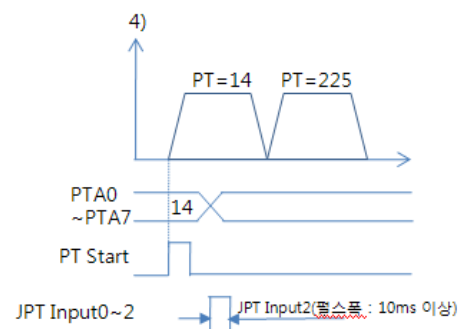 4)
PT=14 PT=225
PTA0
~PTA7
14
PT Start
JPT Input0~2
JPT Input2(펄스폭 : 10ms 이상)